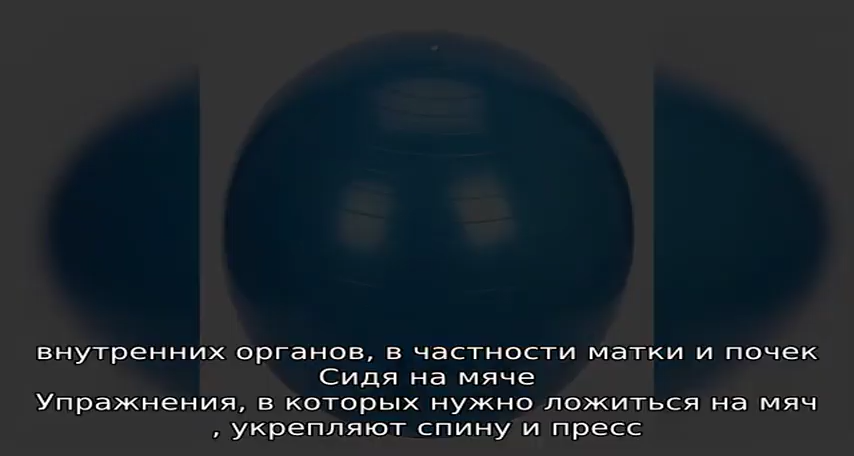 внутренних органов, в частности матки и почек
Сидя на мяче
Упражнения, в которых нужно ложиться на мяч
, укрепляют спину и пресс